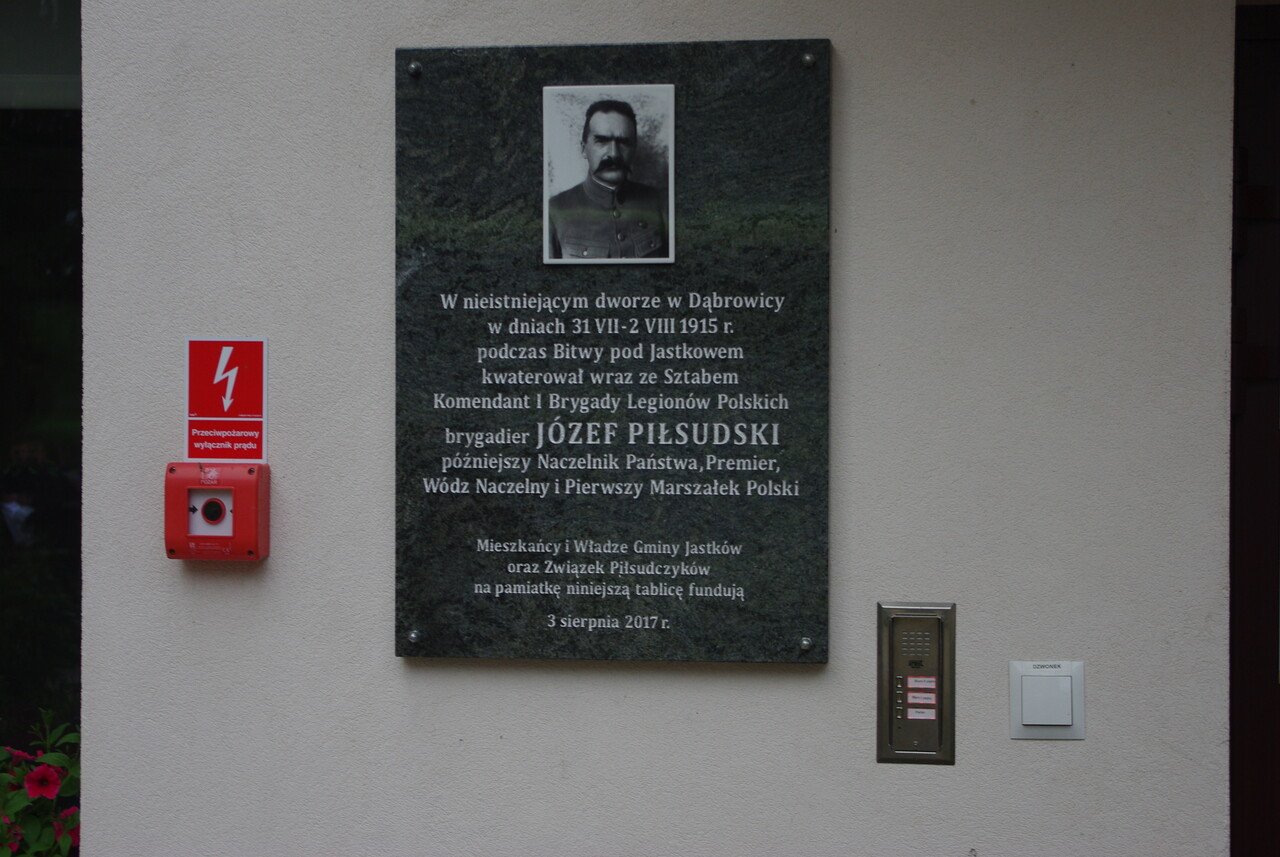 W nieistniejącym dworze w Dąbrowicy
w dniach 31 VII-2 VIII 1915 r.
podczas Bitwy pod Jastkowem
kwaterował wraz ze Sztabem
Komendant I Brygady Legionów Polskich
brygadier JÓZEF PIŁSUDSKI
późniejszy Naczelnik Państwa, Premier,
Wódz Naczelny i Pierwszy Marszałek Polski
Mieszkańcy i Władze Gminy Jastków
oraz Związek Piłsudczyków
na pamiatkę niniejszą tablicę fundują
3 sierpnia 2017 r.
Przeciwpożarowy
wyłącznik prądu
POŻAR
DZWONEK